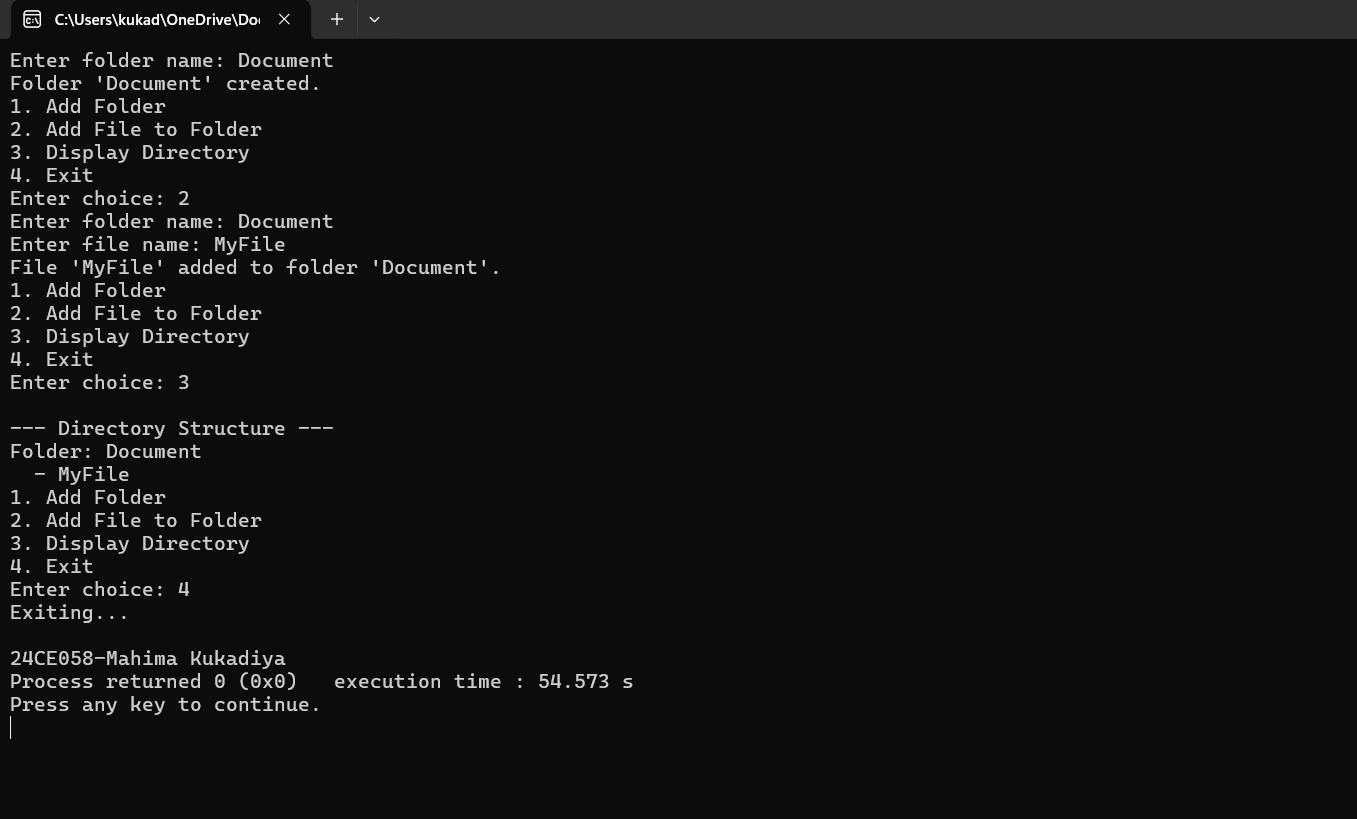 C:\Users\kukad\OneDrive\Do
Enter folder name: Document
Folder 'Document' created.
1. Add Folder
2. Add File to Folder
3. Display Directory
4. Exit
Enter choice: 2
Enter folder name: Document
Enter file name: MyFile
File 'MyFile' added to folder 'Document'.
1. Add Folder
2. Add File to Folder
3. Display Directory
4. Exit
Enter choice: 3
--- Directory Structure ---
Folder: Document
  - MyFile
1. Add Folder
2. Add File to Folder
3. Display Directory
4. Exit
Enter choice: 4
Exiting...
24CE058-Mahima Kukadiya
Process returned 0 (0x0)   execution time : 54.573 s
Press any key to continue.